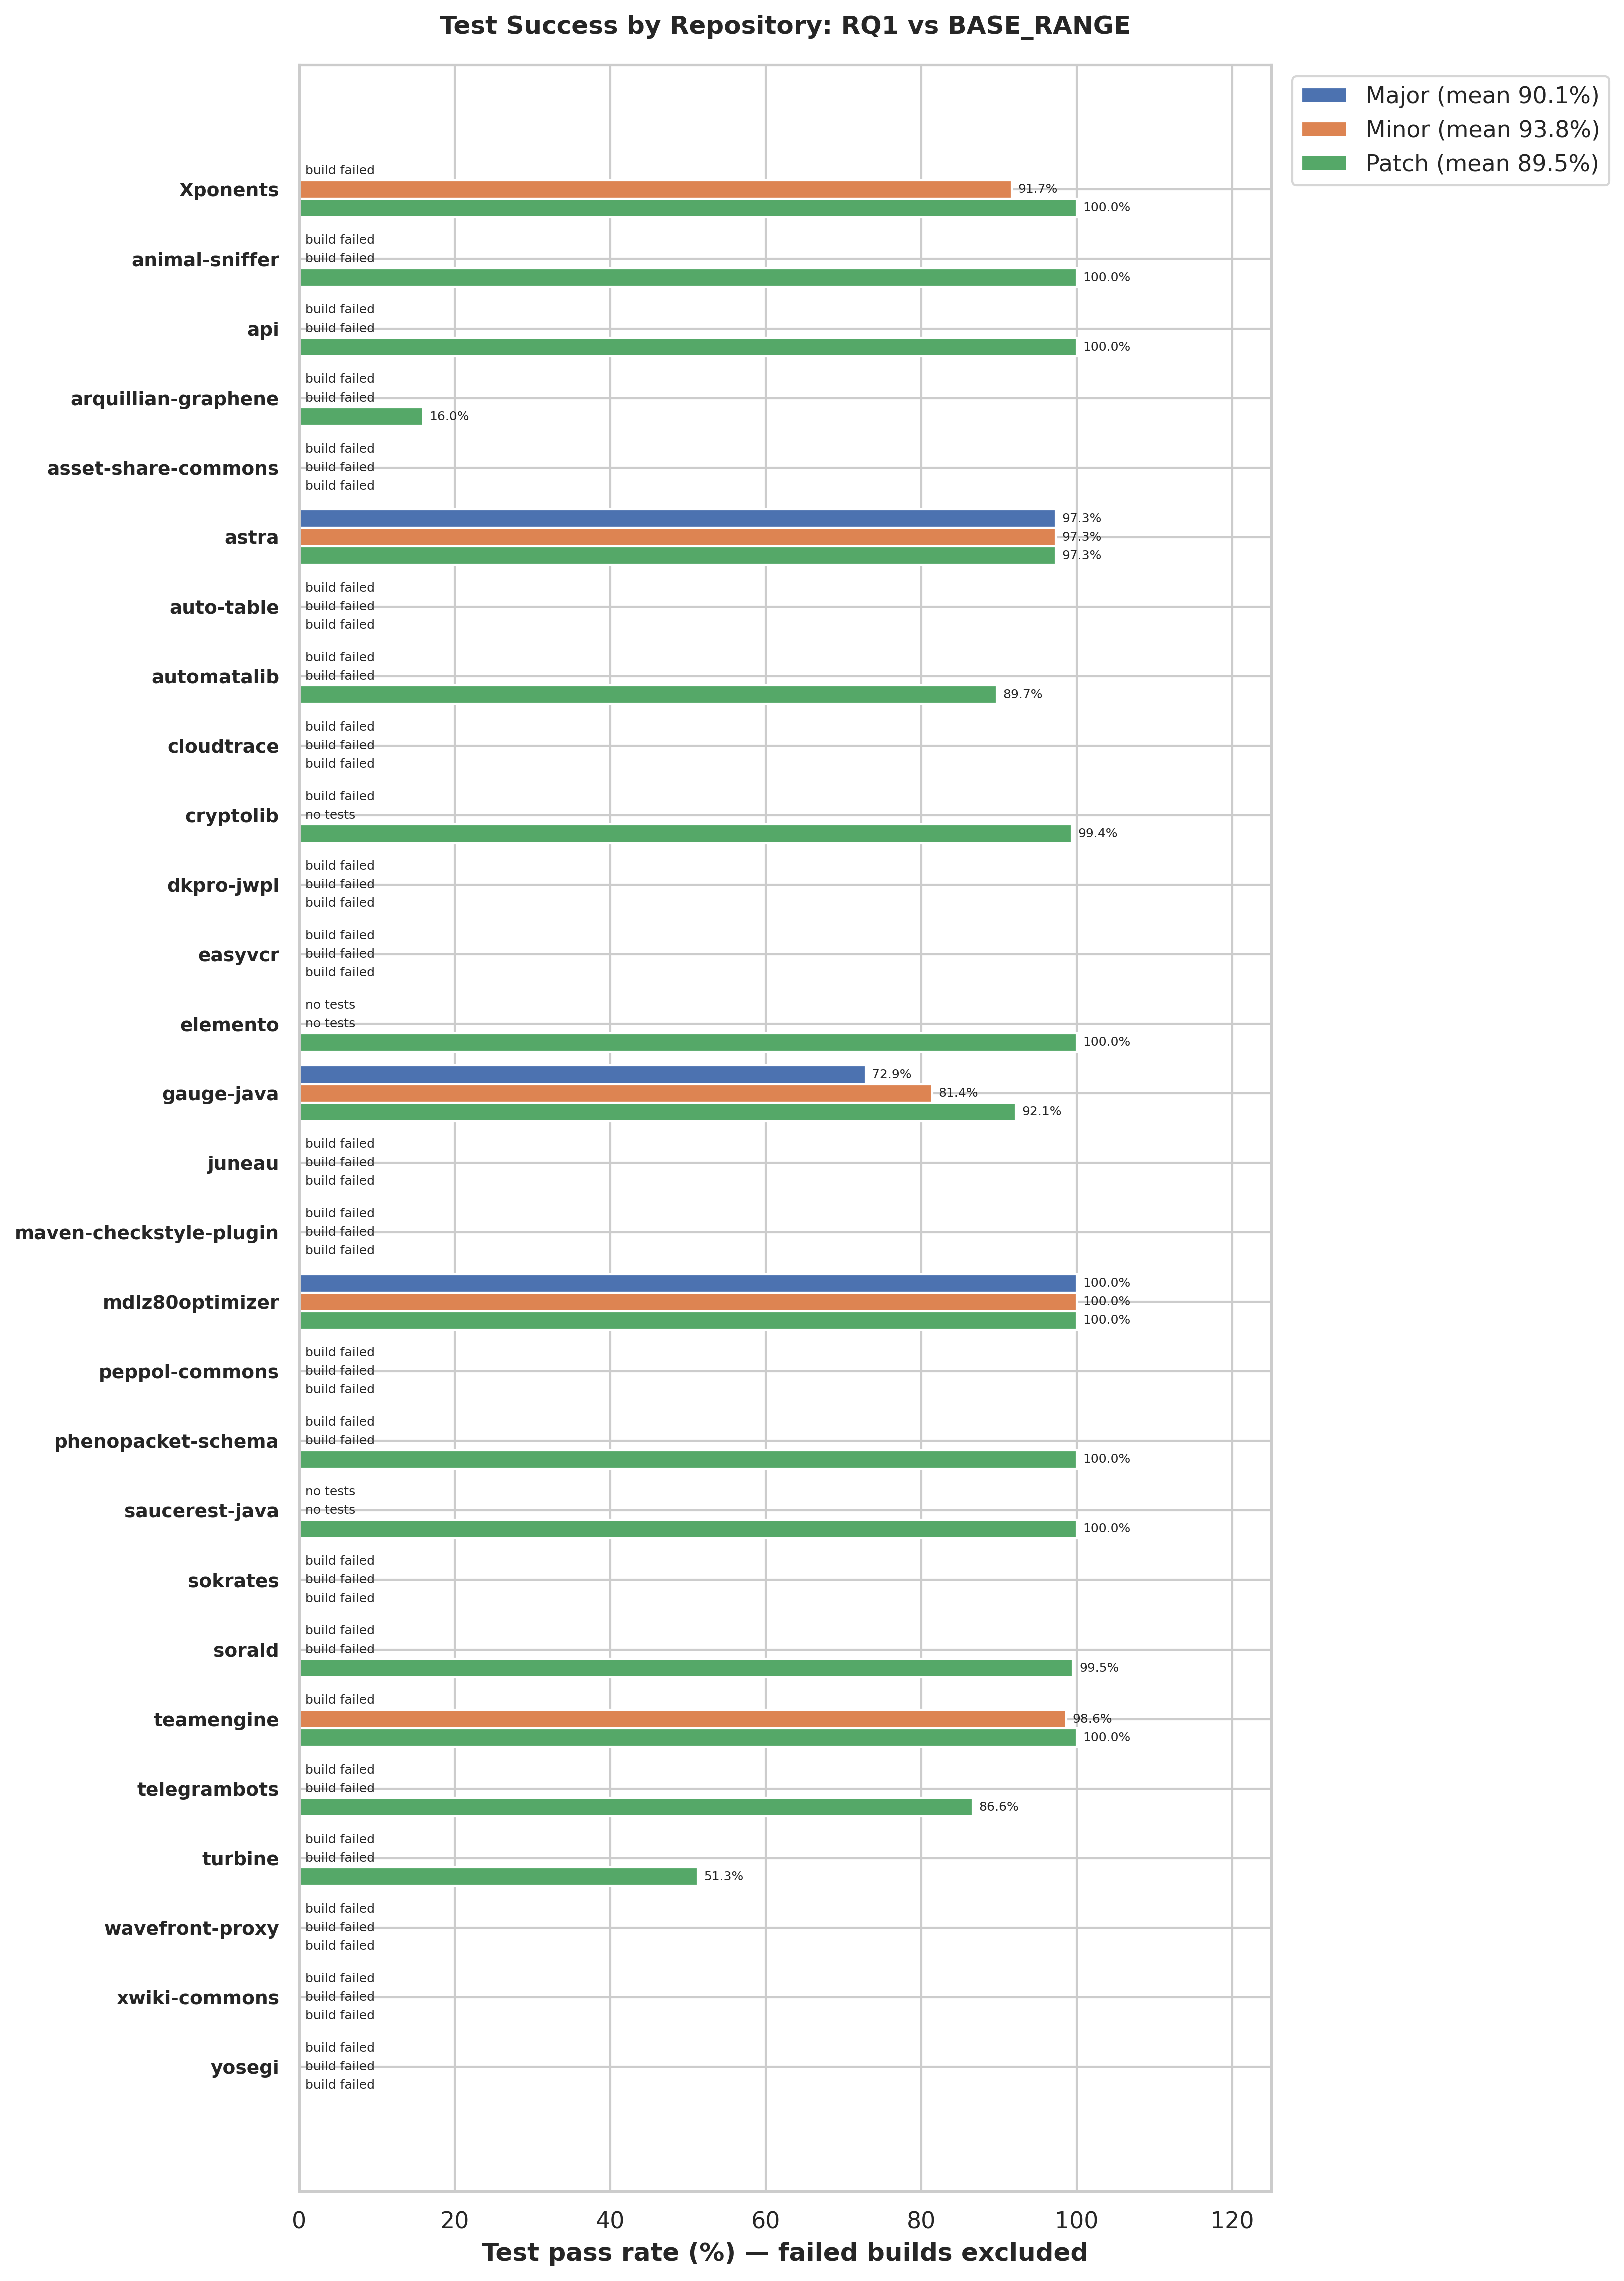 Test Success by Repository: RQ1 vs BASE_RANGE
Major (mean 90.1%)
Minor (mean 93.8%)
Patch (mean 89.5%)
Xponents
build failed
91.7%
100.0%
animal-sniffer
build failed
build failed
100.0%
api
build failed
build failed
100.0%
arquillian-graphene
build failed
build failed
16.0%
asset-share-commons
build failed
build failed
build failed
astra
97.3%
97.3%
97.3%
auto-table
build failed
build failed
build failed
automatalib
build failed
build failed
89.7%
cloudtrace
build failed
build failed
build failed
cryptolib
build failed
no tests
99.4%
dkpro-jwpl
build failed
build failed
build failed
easyvcr
build failed
build failed
build failed
elemento
no tests
no tests
100.0%
gauge-java
72.9%
81.4%
92.1%
juneau
build failed
build failed
build failed
maven-checkstyle-plugin
build failed
build failed
build failed
mdlz80optimizer
100.0%
100.0%
100.0%
peppol-commons
build failed
build failed
build failed
phenopacket-schema
build failed
build failed
100.0%
saucerest-java
no tests
no tests
100.0%
sokrates
build failed
build failed
build failed
sorald
build failed
build failed
99.5%
teamengine
build failed
98.6%
100.0%
telegrambots
build failed
build failed
86.6%
turbine
build failed
build failed
51.3%
wavefront-proxy
build failed
build failed
build failed
xwiki-commons
build failed
build failed
build failed
yosegi
build failed
build failed
build failed
0 20 40 60 80 100 120
Test pass rate (%) — failed builds excluded